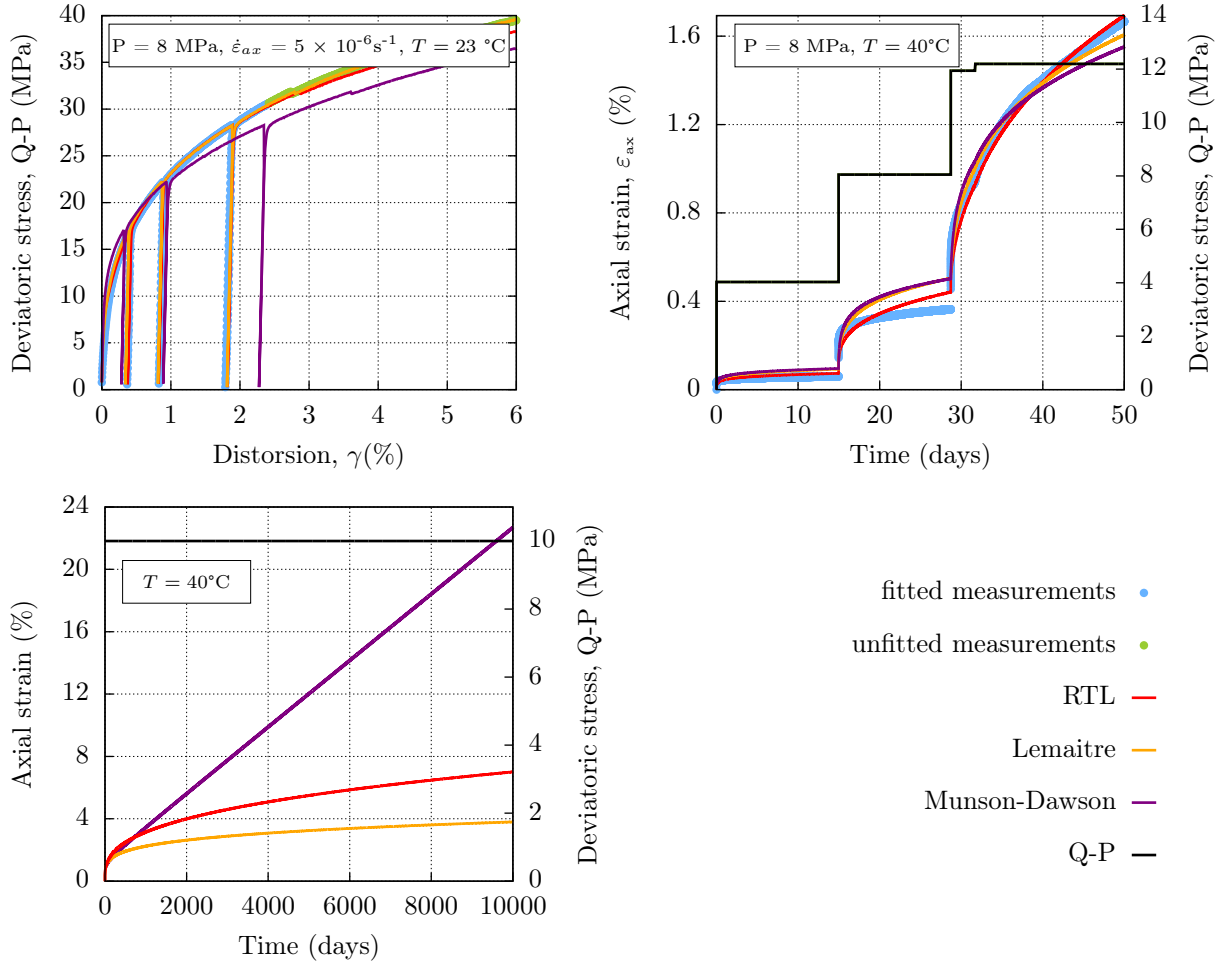 Deviatoric stress, Q-P (MPa)
40
35
30
25
20
15
10
5
0
P = 8 MPa, ε̇ax = 5 × 10-6s-1, T = 23 °C
0 1 2 3 4 5 6
Distorsion, γ(%)
Axial strain, εax (%)
1.6
1.2
0.8
0.4
0
P = 8 MPa, T = 40°C
14
12
10
8
6
4
2
0
Deviatoric stress, Q-P (MPa)
0 10 20 30 40 50
Time (days)
Axial strain (%)
24
22
16
12
8
4
0
T = 40°C
10
8
6
4
2
0
Deviatoric stress, Q-P (MPa)
0 2000 4000 6000 8000 10000
Time (days)
fitted measurements
unfitted measurements
RTL
Lemaitre
Munson-Dawson
Q-P